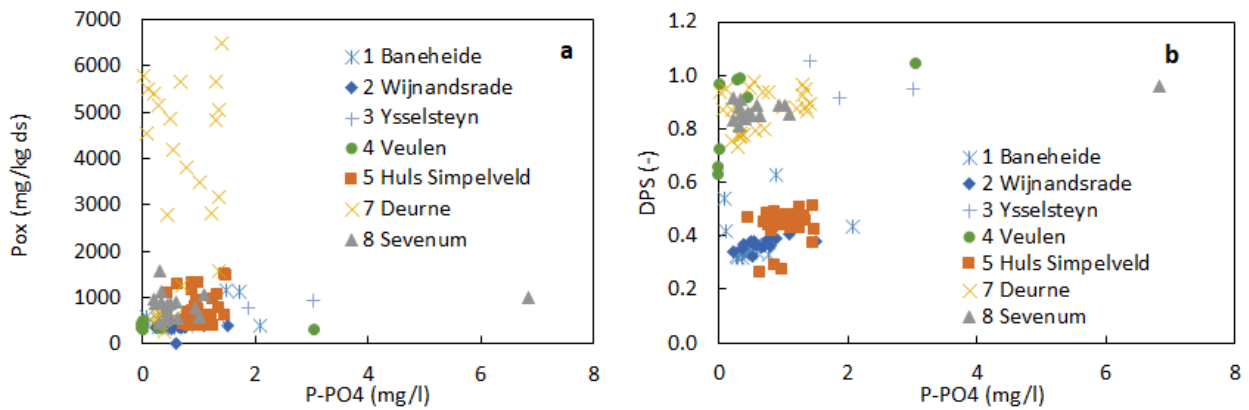 a
Pox (mg/kg ds)
7000
6000
5000
4000
3000
2000
1000
0
1 Baneheide
2 Wijnandsrade
3 Ysselsteyn
4 Veulen
5 Huls Simpelveld
7 Deurne
8 Sevenum
0 2 4 6 8
P-PO4 (mg/l)
b
DPS (-)
1.2
1.0
0.8
0.6
0.4
0.2
0.0
1 Baneheide
2 Wijnandsrade
3 Ysselsteyn
4 Veulen
5 Huls Simpelveld
7 Deurne
8 Sevenum
0 2 4 6 8
P-PO4 (mg/l)